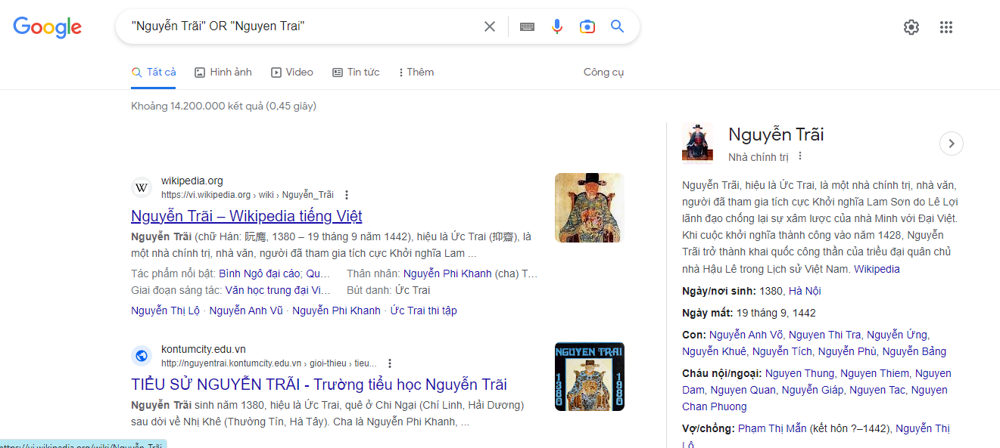 Google
"Nguyễn Trãi" OR "Nguyen Trai"
Tất cả
Hình ảnh
Video
Tin tức
Thêm
Công cụ
Khoảng 14.200.000 kết quả (0,45 giây)
W
wikipedia.org
https://vi.wikipedia.org › wiki › Nguyễn_Trãi
Nguyễn Trãi – Wikipedia tiếng Việt
Nguyễn Trãi (chữ Hán: 阮廌, 1380 – 19 tháng 9 năm 1442), hiệu là Ức Trai (抑齋), là
một nhà chính trị, nhà văn, người đã tham gia tích cực Khởi nghĩa Lam ...
Tác phẩm nổi bật: Bình Ngô đại cáo; Qu… Thân nhân: Nguyễn Phi Khanh (cha) T…
Giai đoạn sáng tác: Văn học trung đại Vi… Bút danh: Ức Trai
Nguyễn Thị Lộ · Nguyễn Anh Vũ · Nguyễn Phi Khanh · Ức Trai thi tập
kontumcity.edu.vn
http://nguyentrai.kontumcity.edu.vn › gioi-thieu › tieu...
TIỂU SỬ NGUYỄN TRÃI - Trường tiểu học Nguyễn Trãi
Nguyễn Trãi sinh năm 1380, hiệu là Ức Trai, quê ở Chi Ngại (Chí Linh, Hải Dương)
sau dời về Nhị Khê (Thường Tín, Hà Tây). Cha là Nguyễn Phi Khanh, ...
NGUYEN TRAI
1380
1980
https://vi.wikipedia.org/wiki/Nguyễn_Trãi
Nguyễn Trãi
Nhà chính trị
Nguyễn Trãi, hiệu là Ức Trai, là một nhà chính trị, nhà văn,
người đã tham gia tích cực Khởi nghĩa Lam Sơn do Lê Lợi
lãnh đạo chống lại sự xâm lược của nhà Minh với Đại Việt.
Khi cuộc khởi nghĩa thành công vào năm 1428, Nguyễn
Trãi trở thành khai quốc công thần của triều đại quân chủ
nhà Hậu Lê trong Lịch sử Việt Nam. Wikipedia
Ngày/nơi sinh: 1380, Hà Nội
Ngày mất: 19 tháng 9, 1442
Con: Nguyễn Anh Võ, Nguyen Thi Tra, Nguyễn Ứng,
Nguyễn Khuê, Nguyễn Tích, Nguyễn Phù, Nguyễn Bảng
Cháu nội/ngoại: Nguyen Thung, Nguyen Thiem, Nguyen
Dam, Nguyen Quan, Nguyễn Giáp, Nguyen Tac, Nguyen
Chan Phuong
Vợ/chồng: Phạm Thị Mẫn (kết hôn ?–1442), Nguyễn Thị
Lộ